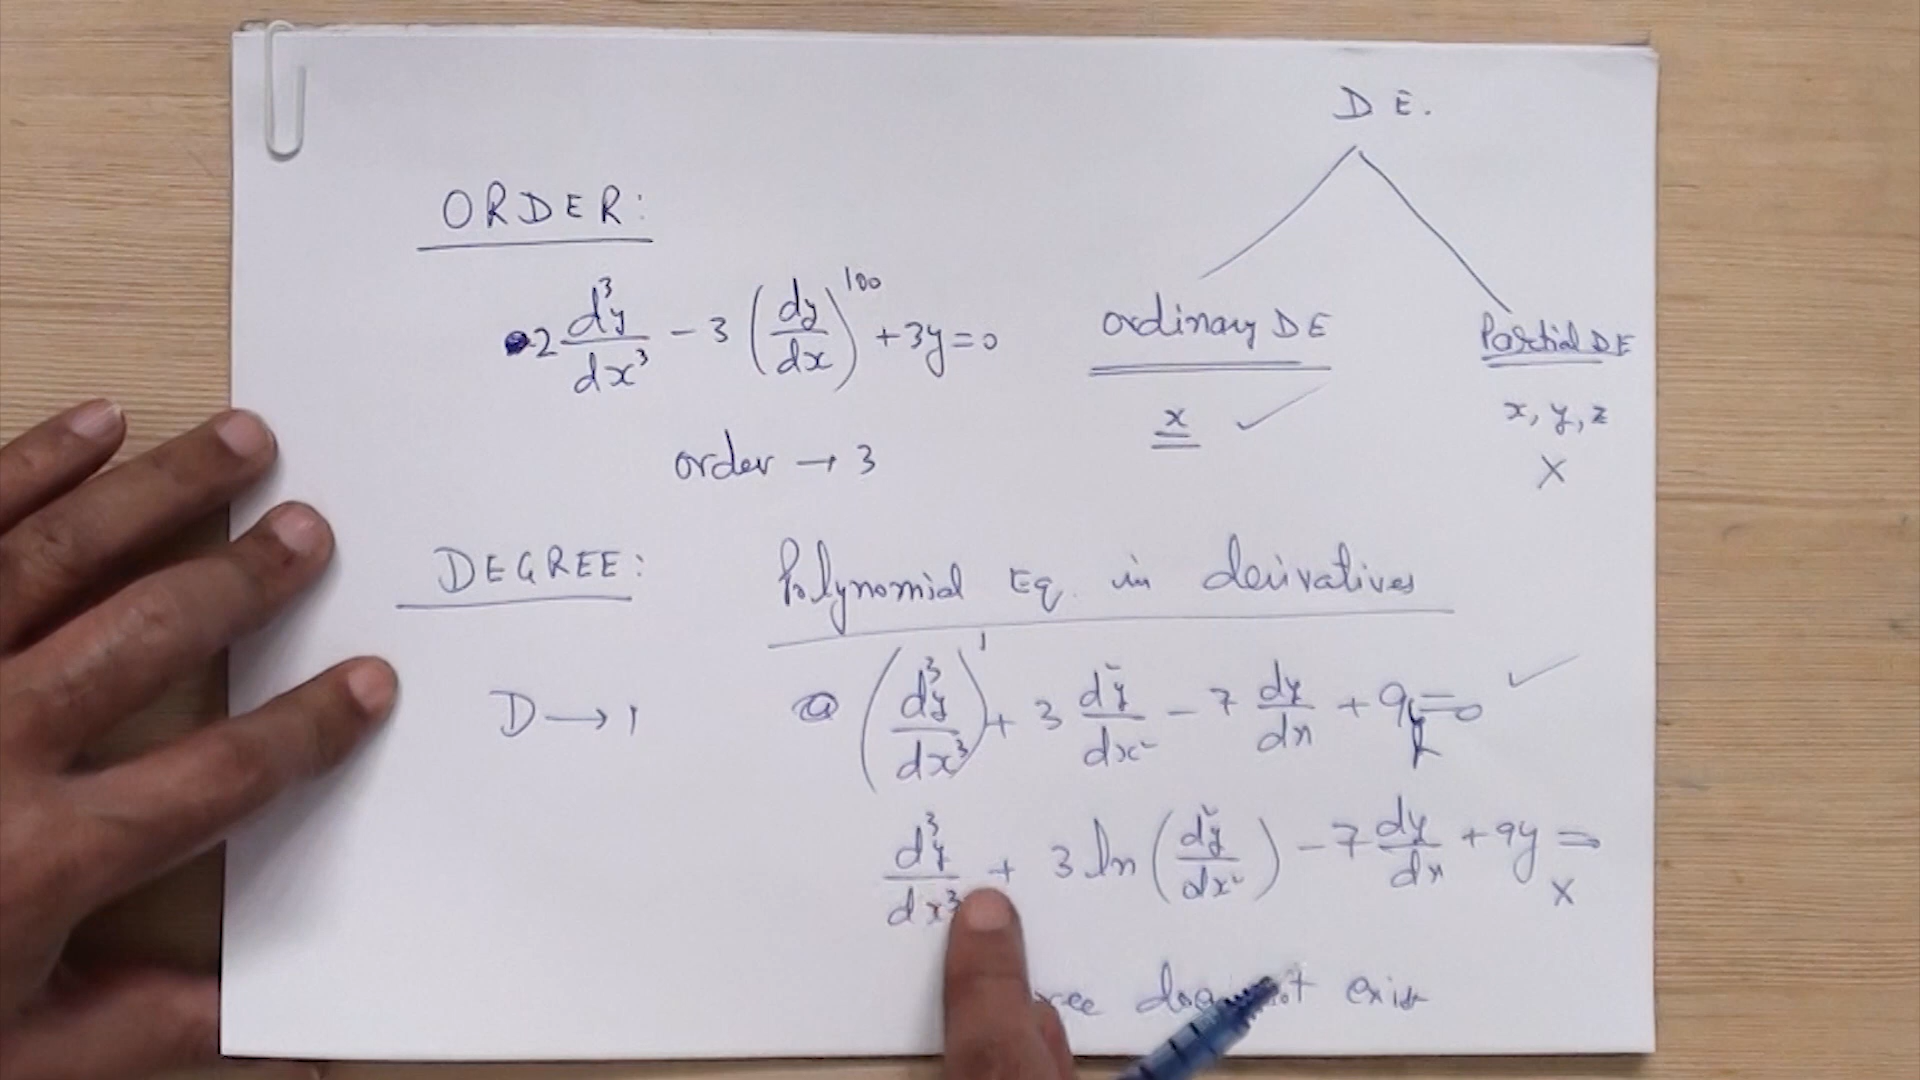 D E.
ORDER:
2 d³y/dx³ - 3 (dy/dx)¹⁰⁰ + 3y = 0
ordinary DE
Partial DE
x ✓
x, y, z
X
order → 3
DEGREE:
Polynomial Eq. in derivatives
D → 1
(d³y/dx³)¹ + 3 d²y/dx² - 7 dy/dx + 9y = 0 ✓
d³y/dx³ + 3 ln (d²y/dx²) - 7 dy/dx + 9y =
X
exist